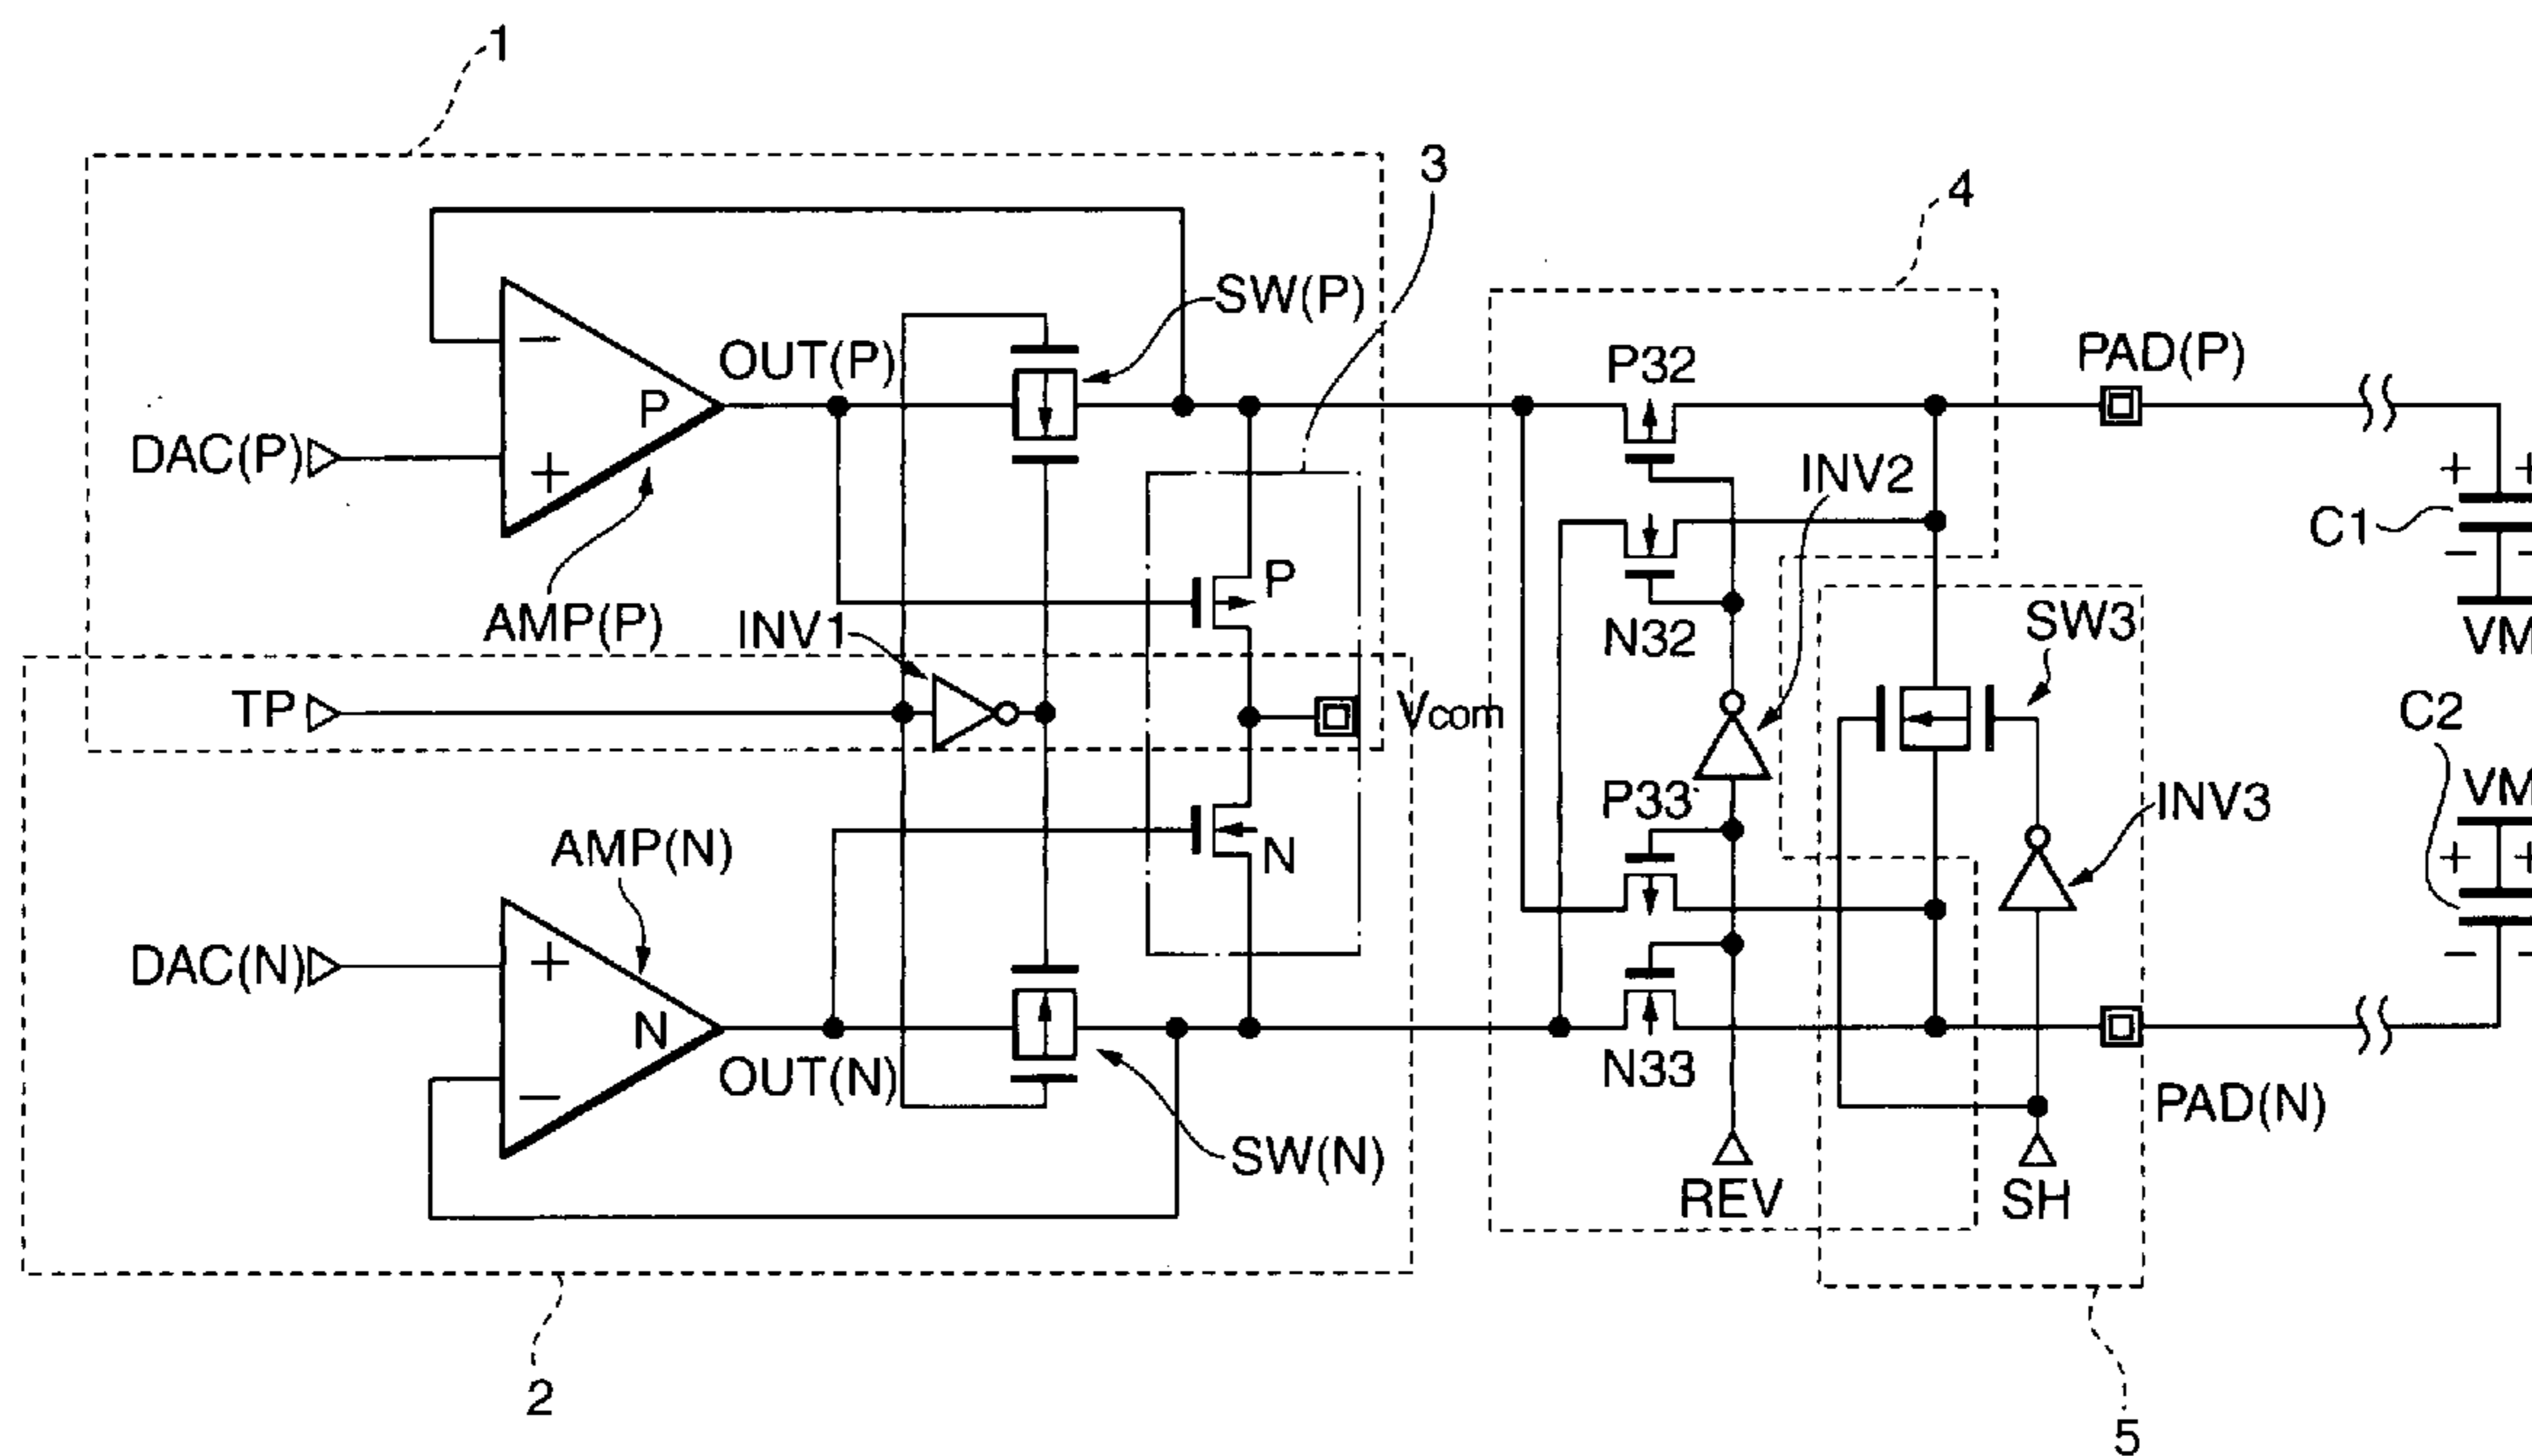 1
3
4
SW(P)
OUT(P)
P32
PAD(P)
−
P
DAC(P)
+
AMP(P)
INV2
+ +
C1
− −
VM
P
N32
SW3
INV1
TP
Vcom
C2
VM
P33
INV3
+ +
− −
AMP(N)
N
DAC(N)
+
N
−
OUT(N)
N33
PAD(N)
SW(N)
REV
SH
2
5